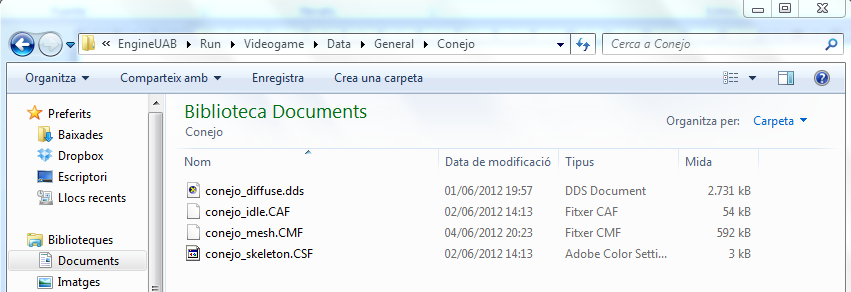 « EngineUAB ▸ Run ▸ Videogame ▸ Data ▸ General ▸ Conejo Cerca a Conejo
Organitza Comparteix amb Enregistra Crea una carpeta
Preferits
Baixades
Dropbox
Escriptori
Llocs recents
Biblioteques
Documents
Imatges
Biblioteca Documents
Conejo
Organitza per: Carpeta
Nom Data de modificació Tipus Mida
conejo_diffuse.dds 01/06/2012 19:57 DDS Document 2.731 kB
conejo_idle.CAF 02/06/2012 14:13 Fitxer CAF 54 kB
conejo_mesh.CMF 04/06/2012 20:23 Fitxer CMF 592 kB
conejo_skeleton.CSF 02/06/2012 14:13 Adobe Color Setti... 3 kB